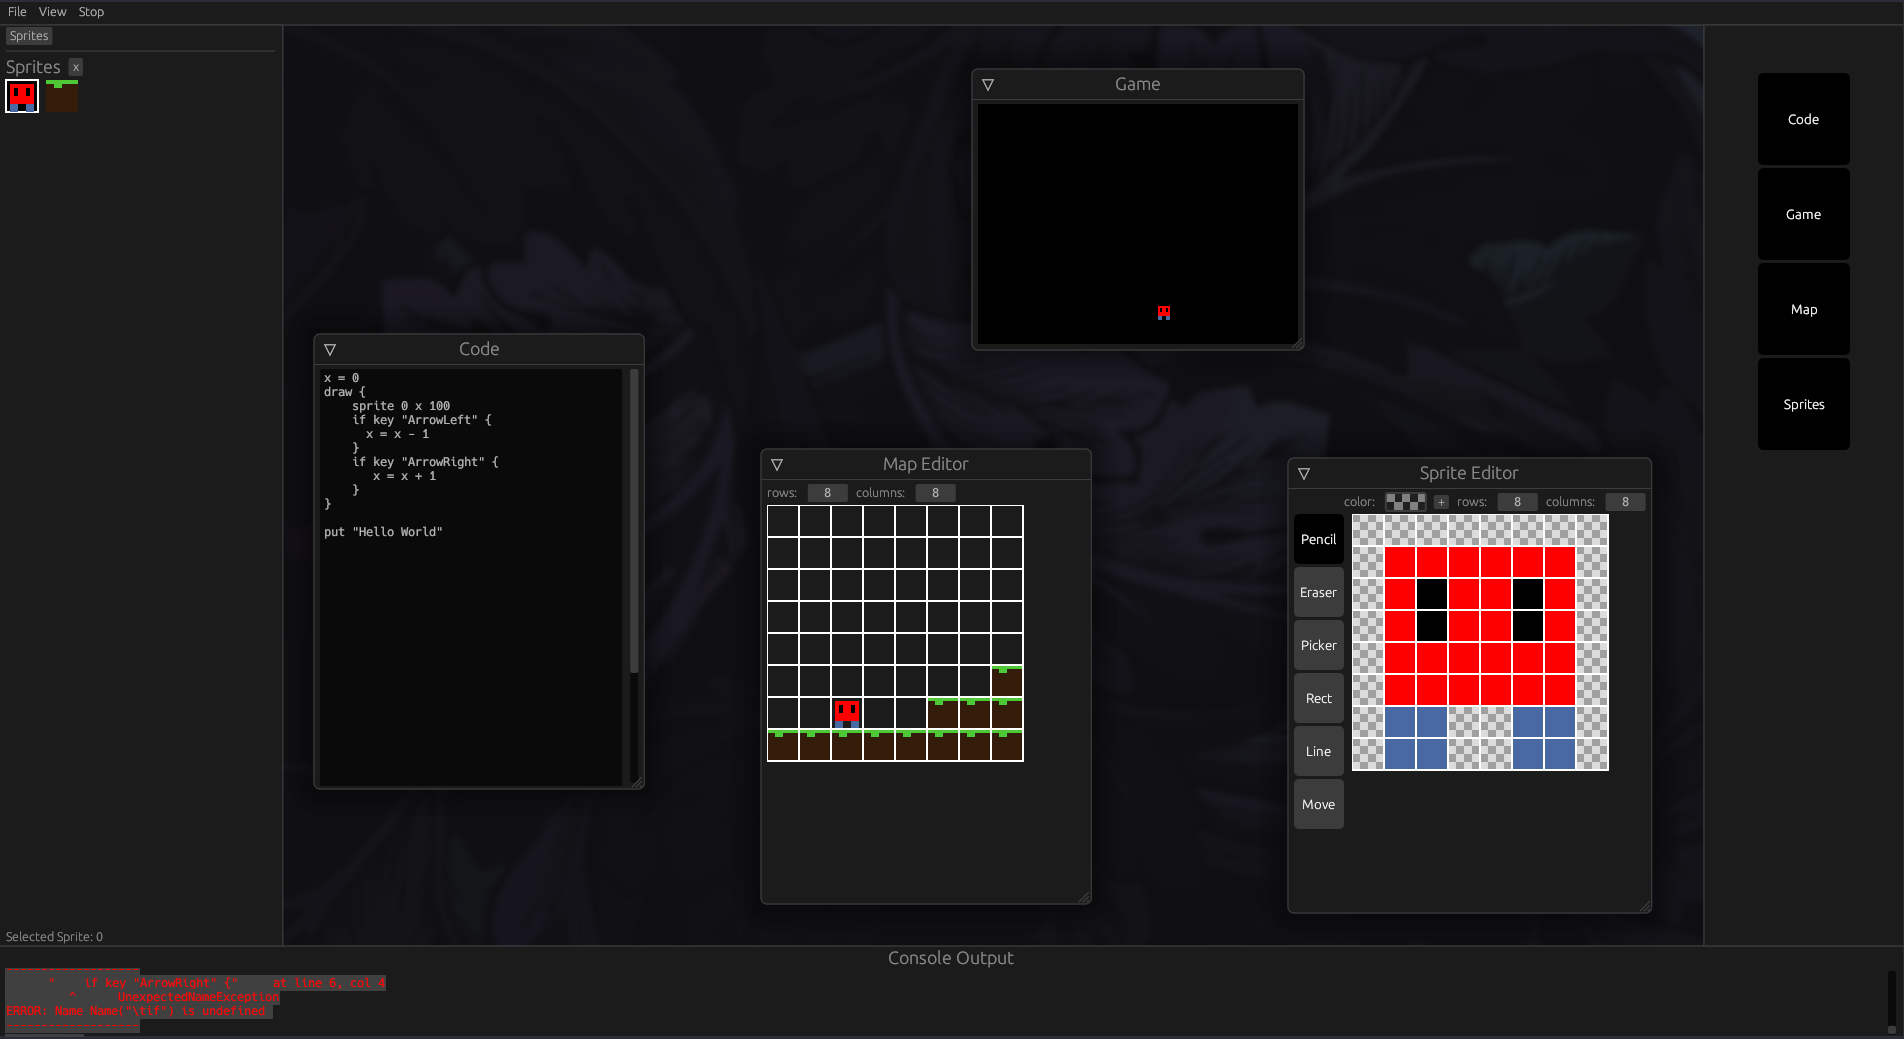 File View Stop
Sprites
Sprites x
Selected Sprite: 0
Game
Code
x = 0
draw {
    sprite 0 x 100
    if key "ArrowLeft" {
      x = x - 1
    }
    if key "ArrowRight" {
       x = x + 1
    }
}

put "Hello World"
Map Editor
rows: 8 columns: 8
Sprite Editor
color: + rows: 8 columns: 8
Pencil
Eraser
Picker
Rect
Line
Move
Code
Game
Map
Sprites
Console Output
"    if key "ArrowRight" {"     at line 6, col 4
^      UnexpectedNameException
ERROR: Name Name("\tif") is undefined